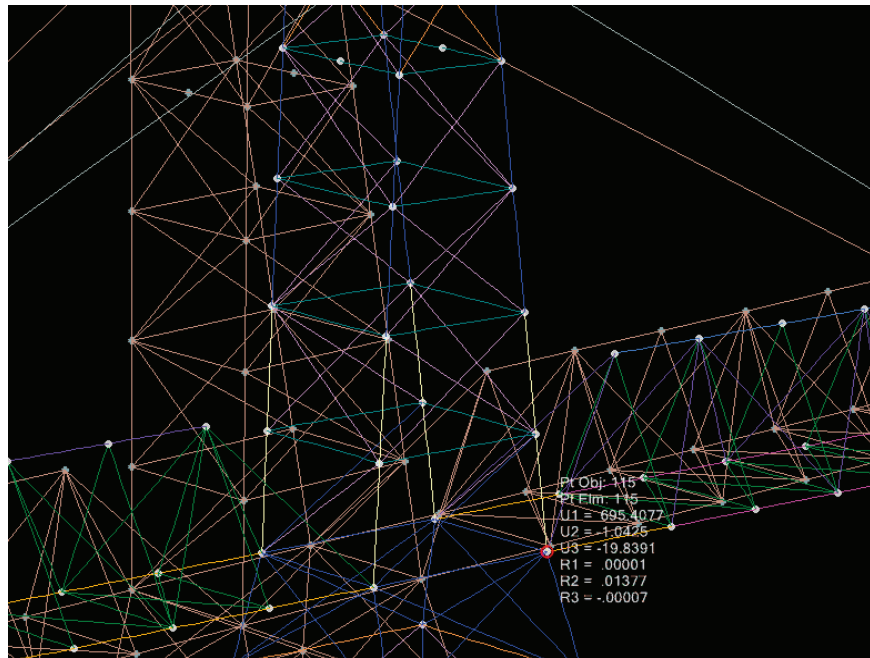 Pt Obj: 115
Pt Elm: 115
U1 = 695.4077
U2 = -1.0425
U3 = -19.8391
R1 = .00001
R2 = .01377
R3 = -.00007